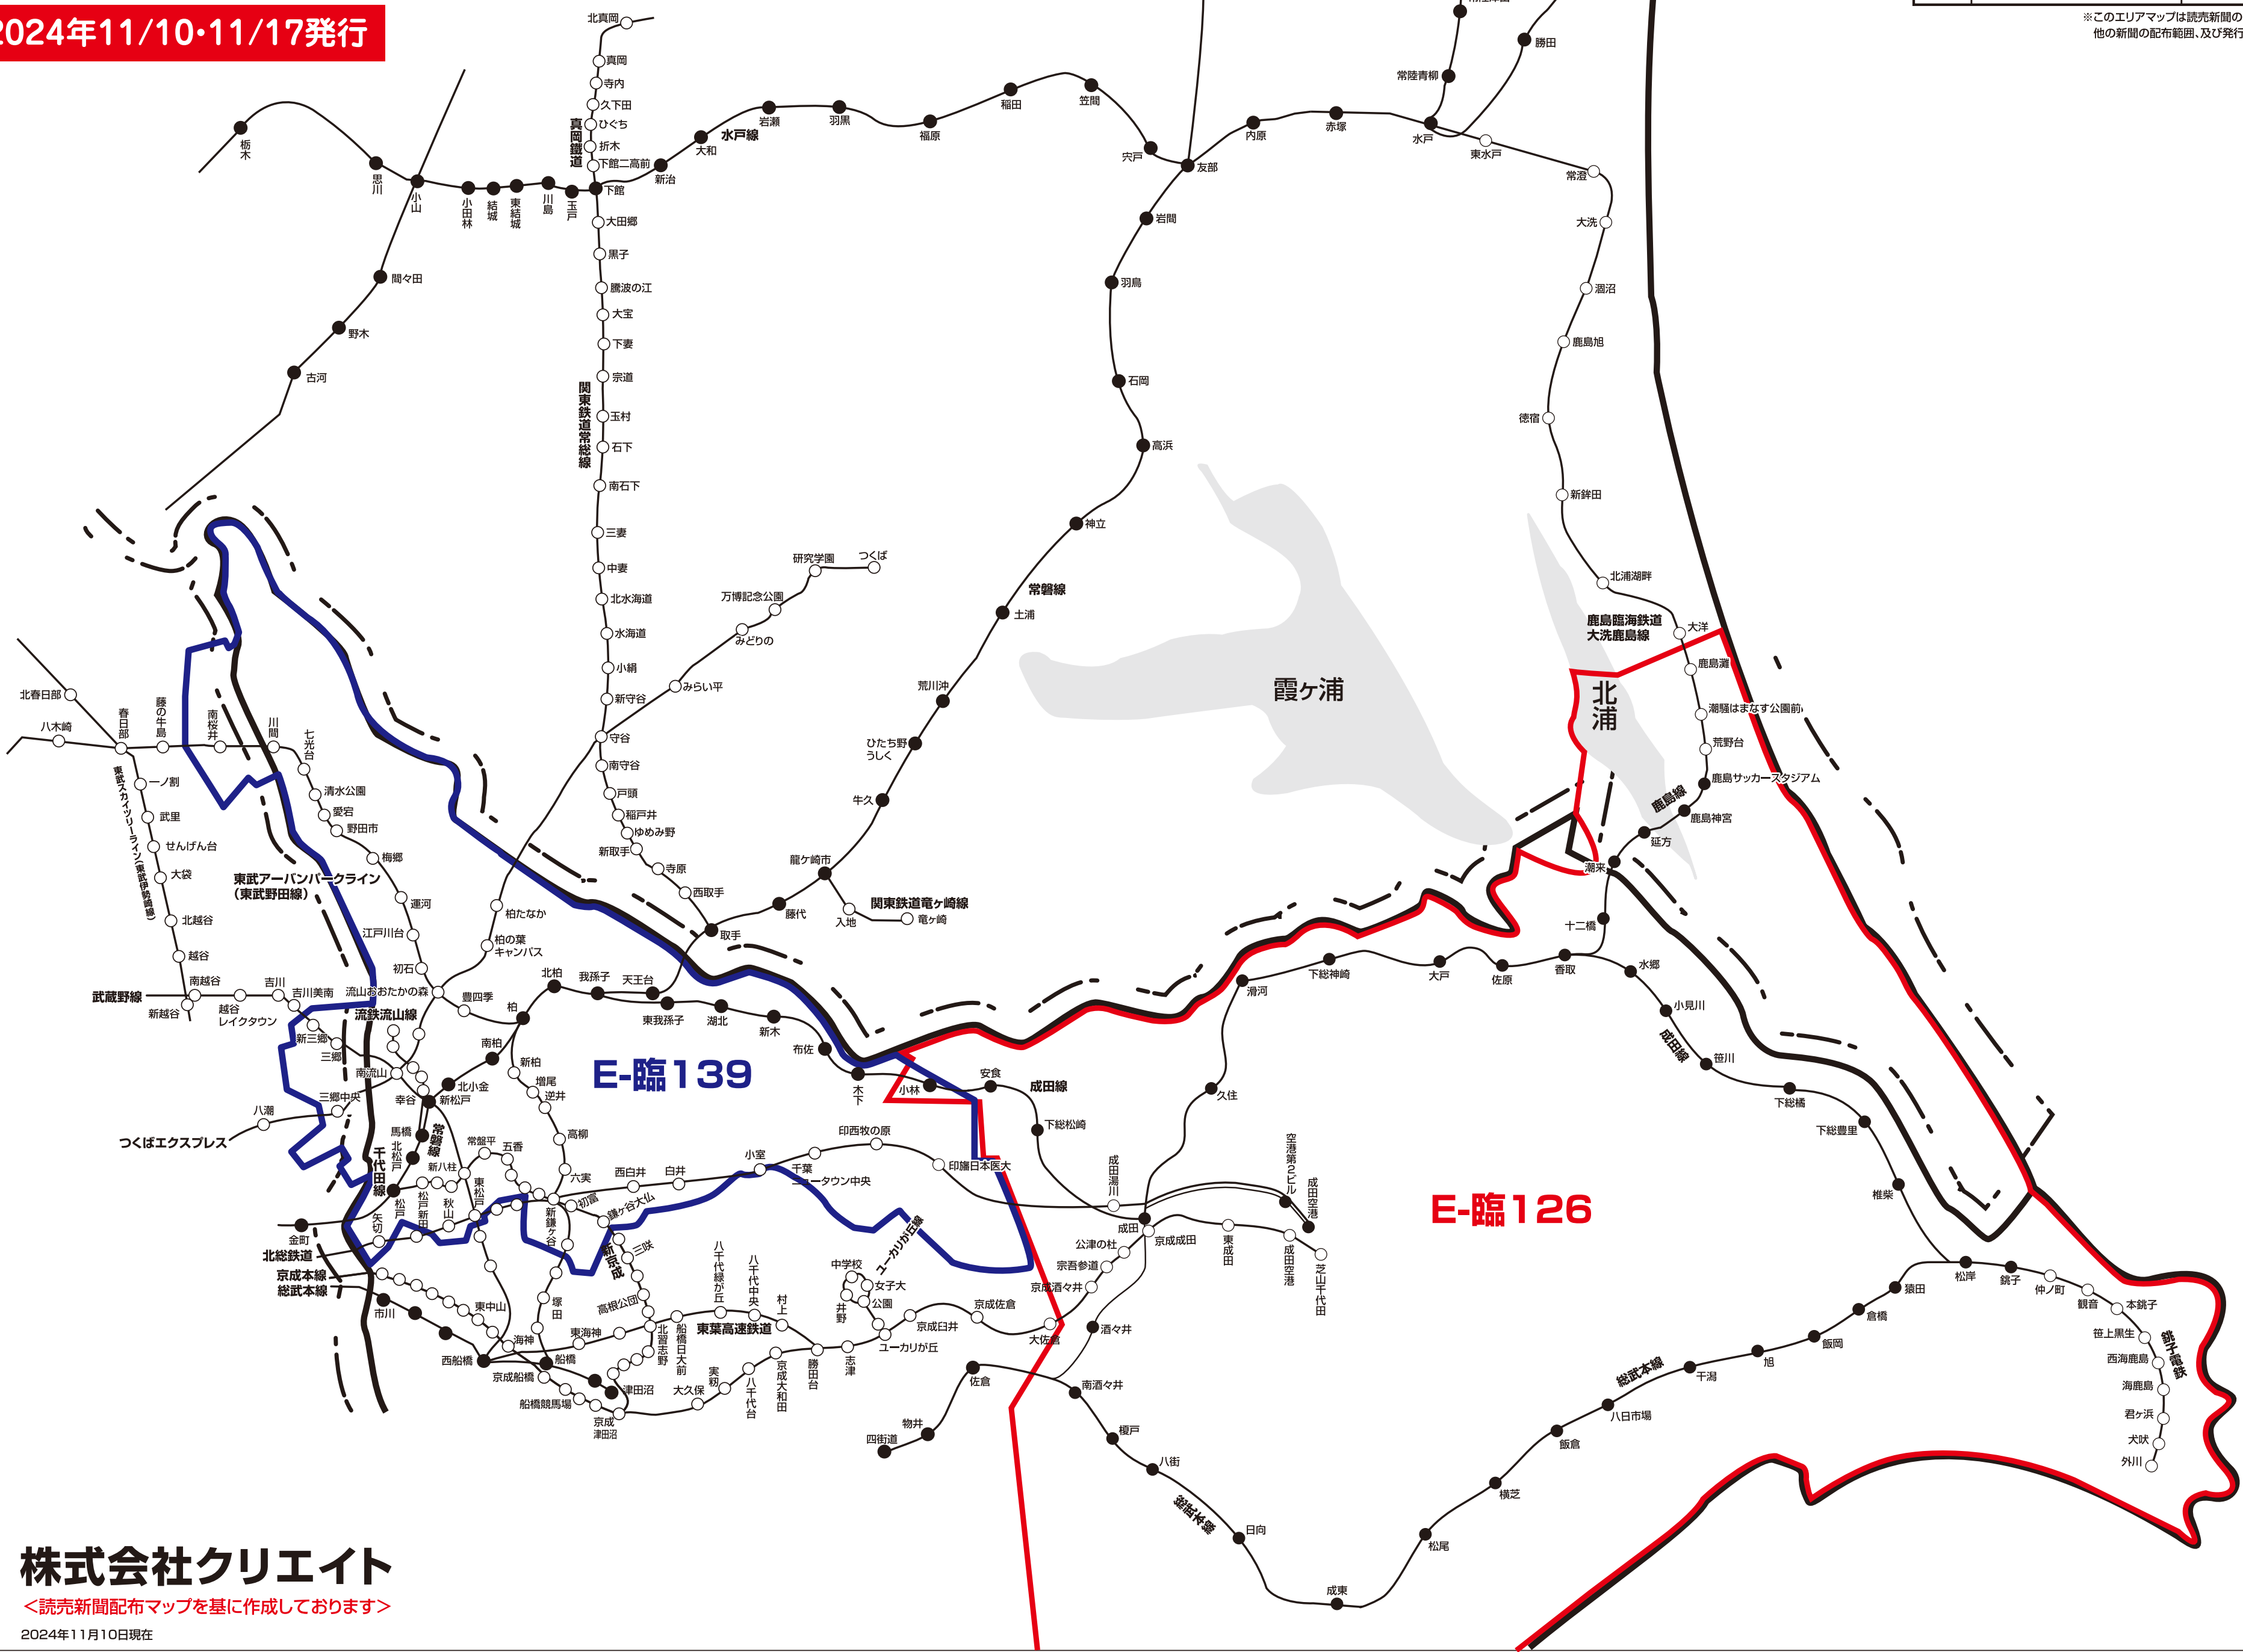 2024年11/10・11/17発行
※このエリアマップは読売新聞の
他の新聞の配布範囲、及び発行
北真岡
真岡
寺内
久下田
ひぐち
折木
下館二高前
真岡鐵道
下館
栃木
思川
小山
小田林
結城
東結城
川島
玉戸
新治
大和
水戸線
岩瀬
羽黒
福原
稲田
笠間
宍戸
友部
内原
赤塚
水戸
常陸青柳
勝田
東水戸
常澄
大洗
涸沼
鹿島旭
徳宿
新鉾田
北浦湖畔
鹿島臨海鉄道
大洗鹿島線
大洋
鹿島灘
潮騒はまなす公園前
荒野台
鹿島サッカースタジアム
鹿島線
鹿島神宮
延方
潮来
十二橋
間々田
野木
古河
大田郷
黒子
騰波の江
大宝
下妻
宗道
関東鉄道常総線
玉村
石下
南石下
三妻
中妻
北水海道
水海道
小絹
新守谷
守谷
南守谷
戸頭
稲戸井
ゆめみ野
新取手
寺原
西取手
取手
岩間
羽鳥
石岡
高浜
神立
常磐線
土浦
荒川沖
ひたち野
うしく
牛久
龍ケ崎市
藤代
関東鉄道竜ヶ崎線
入地
竜ヶ崎
研究学園
つくば
万博記念公園
みどりの
みらい平
霞ヶ浦
北浦
北春日部
八木崎
春日部
藤の牛島
南桜井
川間
七光台
清水公園
愛宕
野田市
梅郷
運河
江戸川台
初石
流山おおたかの森
東武スカイツリーライン(東武伊勢崎線)
一ノ割
武里
せんげん台
大袋
北越谷
越谷
東武アーバンパークライン
(東武野田線)
武蔵野線
南越谷
新越谷
越谷
レイクタウン
吉川
吉川美南
新三郷
三郷
流鉄流山線
南流山
三郷中央
八潮
つくばエクスプレス
柏たなか
柏の葉
キャンパス
豊四季
柏
北柏
我孫子
天王台
東我孫子
湖北
新木
布佐
木下
小林
安食
成田線
下総松崎
南柏
北小金
新松戸
幸谷
馬橋
常磐線
北松戸
千代田線
松戸
金町
新柏
増尾
逆井
高柳
六実
常盤平
五香
新八柱
松戸新田
東松戸
秋山
矢切
北総鉄道
京成本線
総武本線
E-臨139
E-臨126
新鎌ヶ谷
初富
鎌ヶ谷大仏
西白井
白井
小室
千葉
ニュータウン中央
印西牧の原
印旛日本医大
成田湯川
空港第2ビル
成田空港
成田
京成成田
東成田
成田空港
芝山千代田
公津の杜
宗吾参道
京成酒々井
大佐倉
酒々井
南酒々井
京成佐倉
京成臼井
ユーカリが丘線
中学校
女子大
公園
井野
ユーカリが丘
志津
勝田台
京成大和田
八千代台
実籾
大久保
京成
津田沼
新京成
三咲
高根公団
北習志野
船橋日大前
東葉高速鉄道
八千代緑が丘
八千代中央
村上
市川
東中山
海神
西船橋
東海神
塚田
船橋
京成船橋
船橋競馬場
津田沼
滑河
下総神崎
大戸
佐原
香取
水郷
小見川
成田線
笹川
下総橘
下総豊里
椎柴
久住
松岸
銚子
仲ノ町
観音
本銚子
笹上黒生
西海鹿島
海鹿島
君ヶ浜
犬吠
外川
銚子電鉄
猿田
倉橋
飯岡
旭
干潟
総武本線
八日市場
飯倉
横芝
松尾
成東
日向
総武本線
八街
榎戸
佐倉
物井
四街道
株式会社クリエイト
<読売新聞配布マップを基に作成しております>
2024年11月10日現在